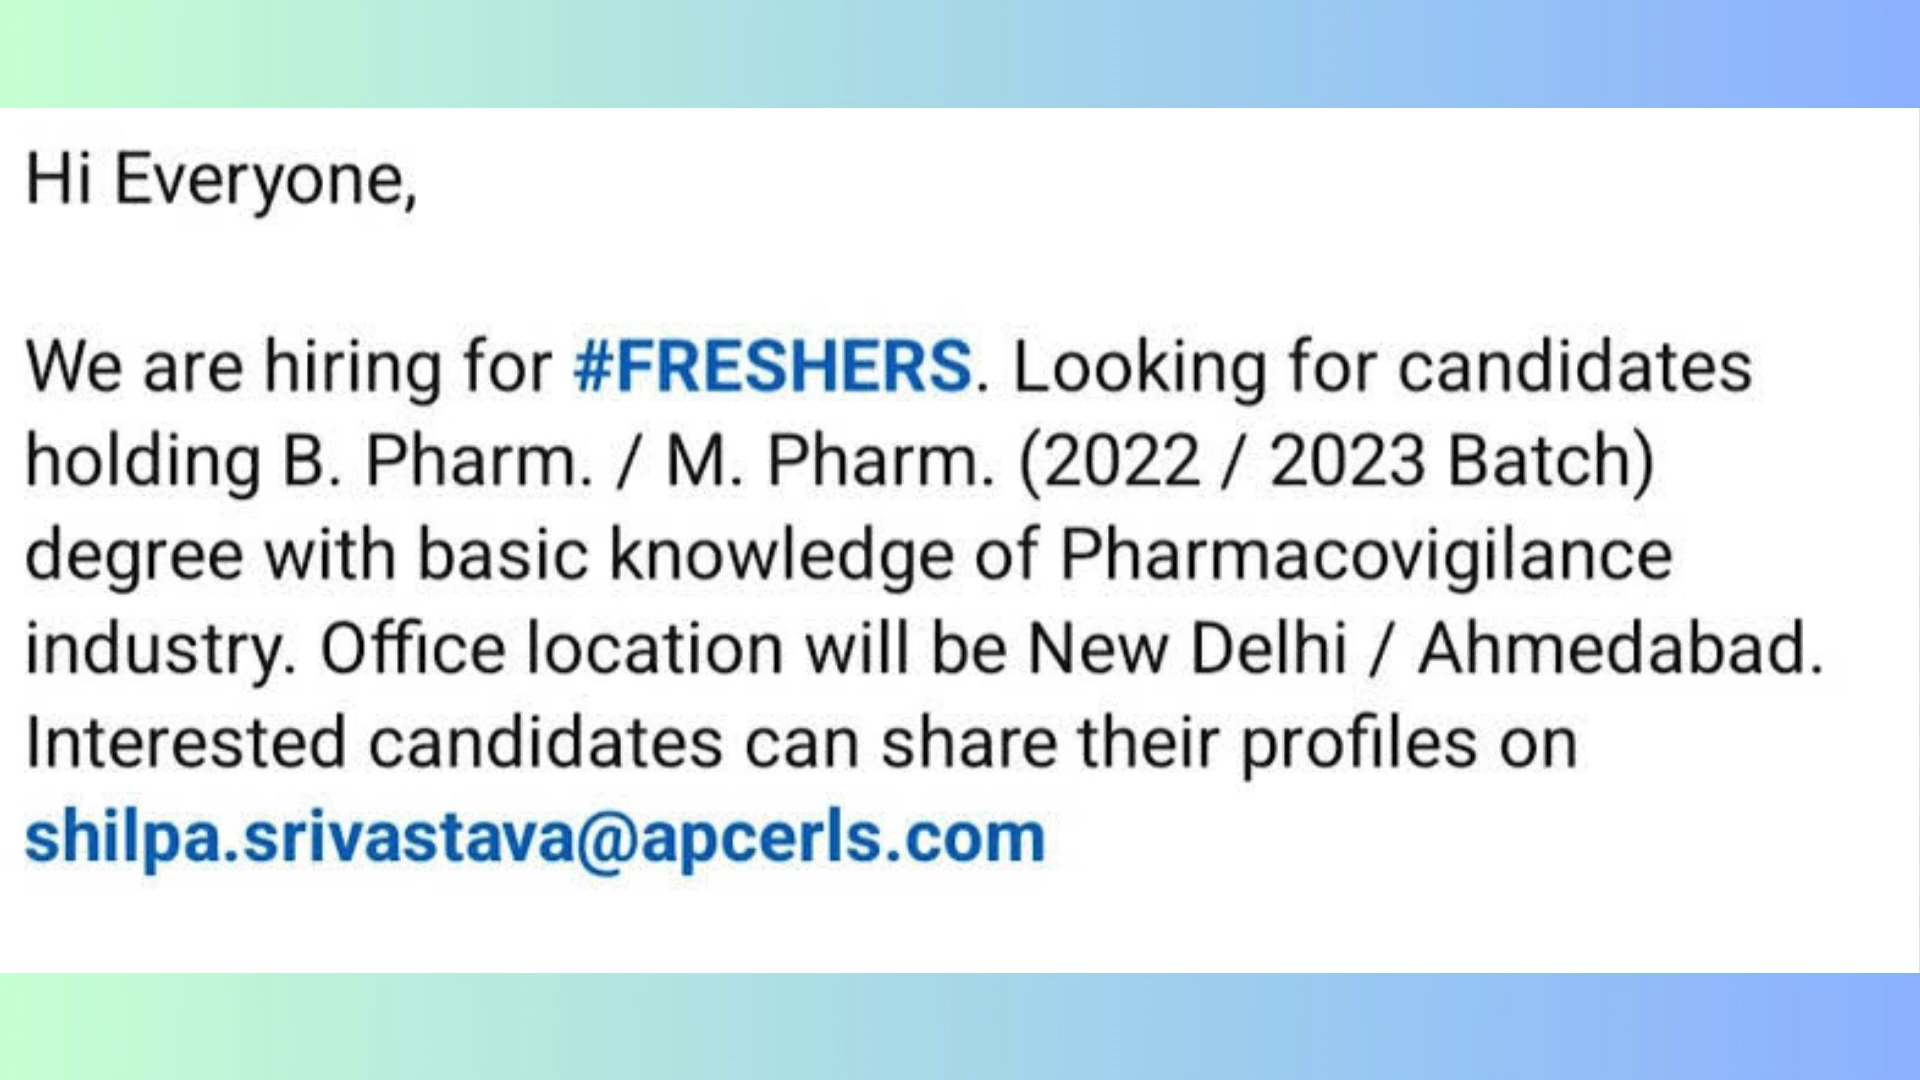 Hi Everyone,
We are hiring for #FRESHERS. Looking for candidates
holding B. Pharm. / M. Pharm. (2022 / 2023 Batch)
degree with basic knowledge of Pharmacovigilance
industry. Office location will be New Delhi / Ahmedabad.
Interested candidates can share their profiles on
shilpa.srivastava@apcerls.com